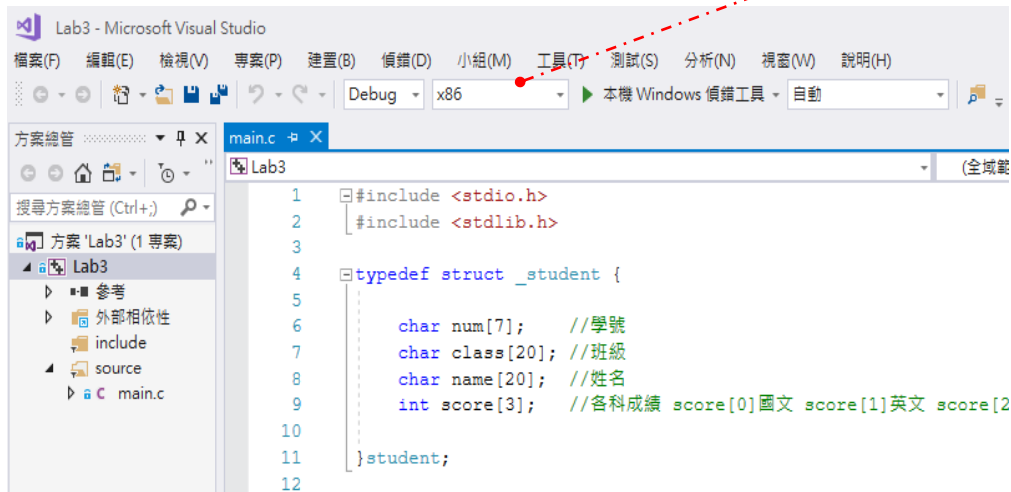 Lab3 - Microsoft Visual Studio
檔案(F) 編輯(E) 檢視(V) 專案(P) 建置(B) 偵錯(D) 小組(M) 工具(T) 測試(S) 分析(N) 視窗(W) 說明(H)
Debug x86 本機 Windows 偵錯工具 自動
方案總管
搜尋方案總管 (Ctrl+;)
方案 'Lab3' (1 專案)
Lab3
參考
外部相依性
include
source
main.c
main.c
Lab3 (全域範
1 #include <stdio.h>
2 #include <stdlib.h>
3
4 typedef struct _student {
5
6 char num[7]; //學號
7 char class[20]; //班級
8 char name[20]; //姓名
9 int score[3]; //各科成績 score[0]國文 score[1]英文 score[2
10
11 }student;
12